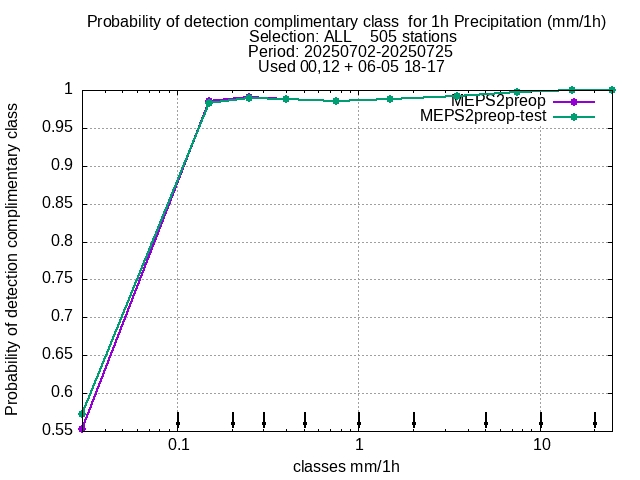 Probability of detection complimentary class  for 1h Precipitation (mm/1h)
Selection: ALL    505 stations
Period: 20250702-20250725
Used 00,12 + 06-05 18-17
Probability of detection complimentary class
1
0.95
0.9
0.85
0.8
0.75
0.7
0.65
0.6
0.55
MEPS2preop
MEPS2preop-test
0.1
1
10
classes mm/1h